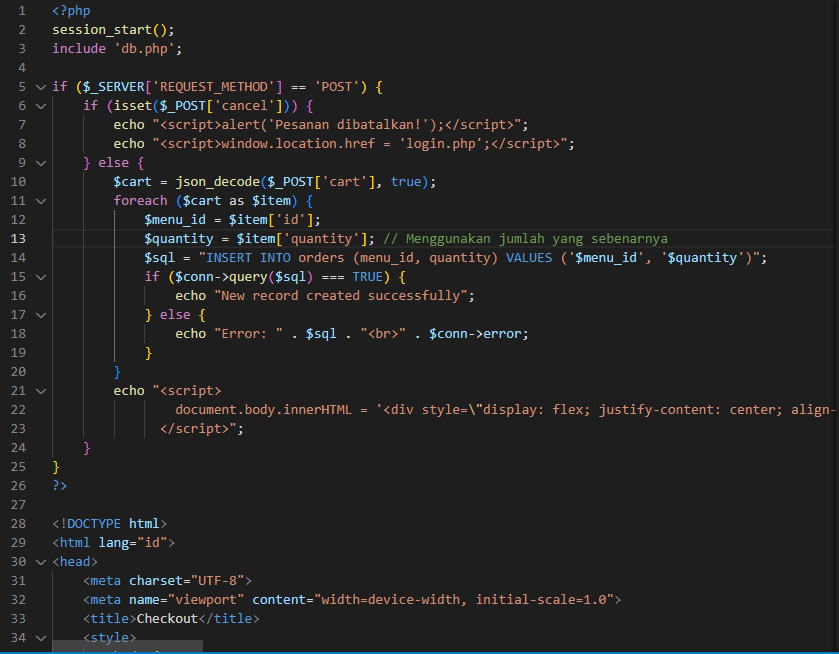 1 <?php
2 session_start();
3 include 'db.php';
4
5 if ($_SERVER['REQUEST_METHOD'] == 'POST') {
6     if (isset($_POST['cancel'])) {
7         echo "<script>alert('Pesanan dibatalkan!');</script>";
8         echo "<script>window.location.href = 'login.php';</script>";
9     } else {
10         $cart = json_decode($_POST['cart'], true);
11         foreach ($cart as $item) {
12             $menu_id = $item['id'];
13             $quantity = $item['quantity']; // Menggunakan jumlah yang sebenarnya
14             $sql = "INSERT INTO orders (menu_id, quantity) VALUES ('$menu_id', '$quantity')";
15             if ($conn->query($sql) === TRUE) {
16                 echo "New record created successfully";
17             } else {
18                 echo "Error: " . $sql . "<br>" . $conn->error;
19             }
20         }
21         echo "<script>
22                 document.body.innerHTML = '<div style=\"display: flex; justify-content: center; align-
23               </script>";
24     }
25 }
26 ?>
27
28 <!DOCTYPE html>
29 <html lang="id">
30 <head>
31     <meta charset="UTF-8">
32     <meta name="viewport" content="width=device-width, initial-scale=1.0">
33     <title>Checkout</title>
34     <style>